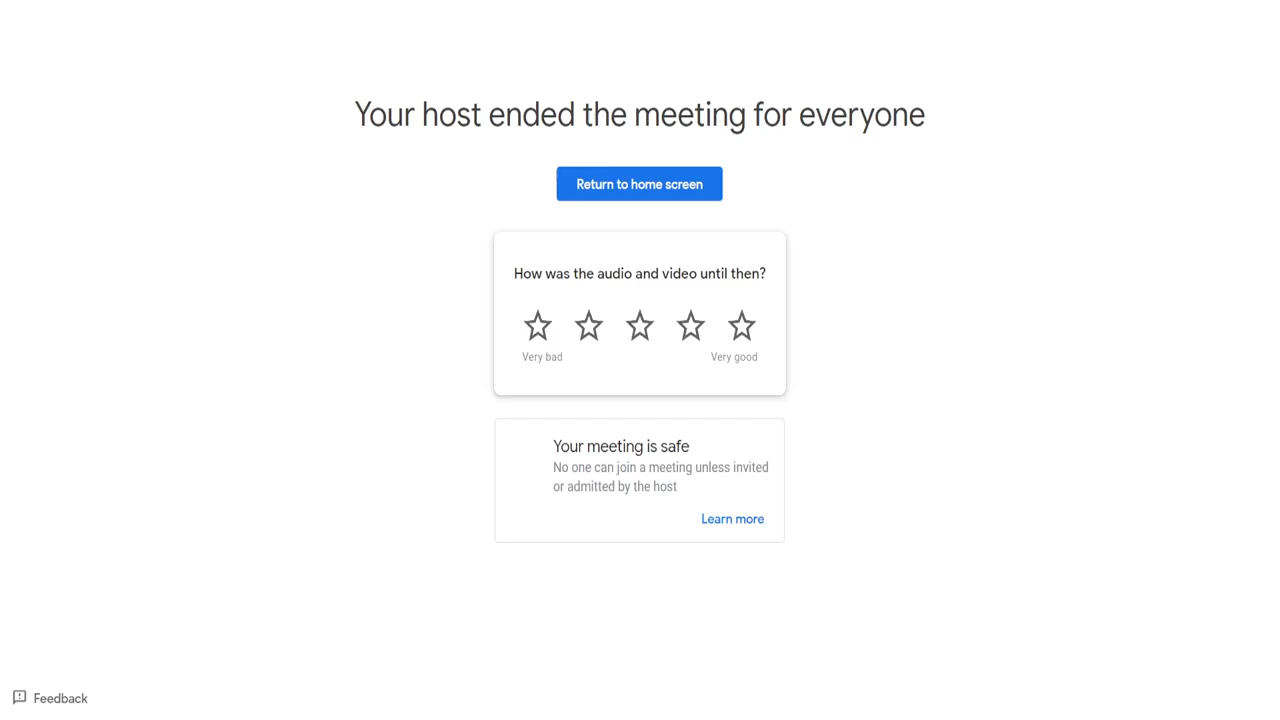 Your host ended the meeting for everyone
Return to home screen
How was the audio and video until then?
Very bad
Very good
Your meeting is safe
No one can join a meeting unless invited
or admitted by the host
Learn more
Feedback